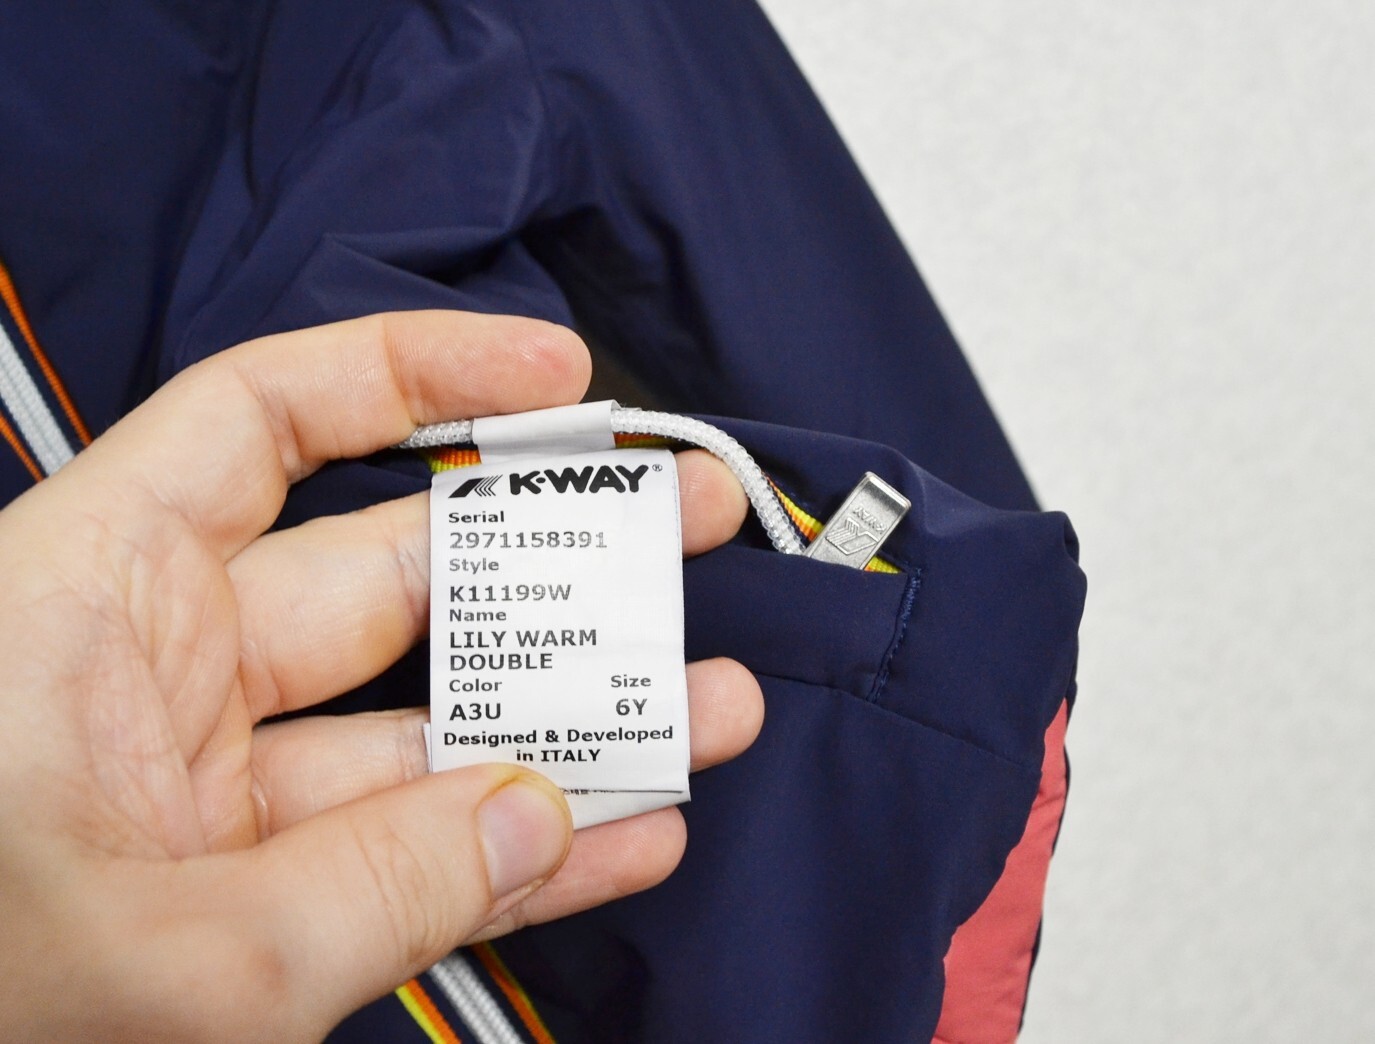 K·WAY®
Serial
2971158391
Style
K11199W
Name
LILY WARM
DOUBLE
Color Size
A3U 6Y
Designed & Developed
in ITALY